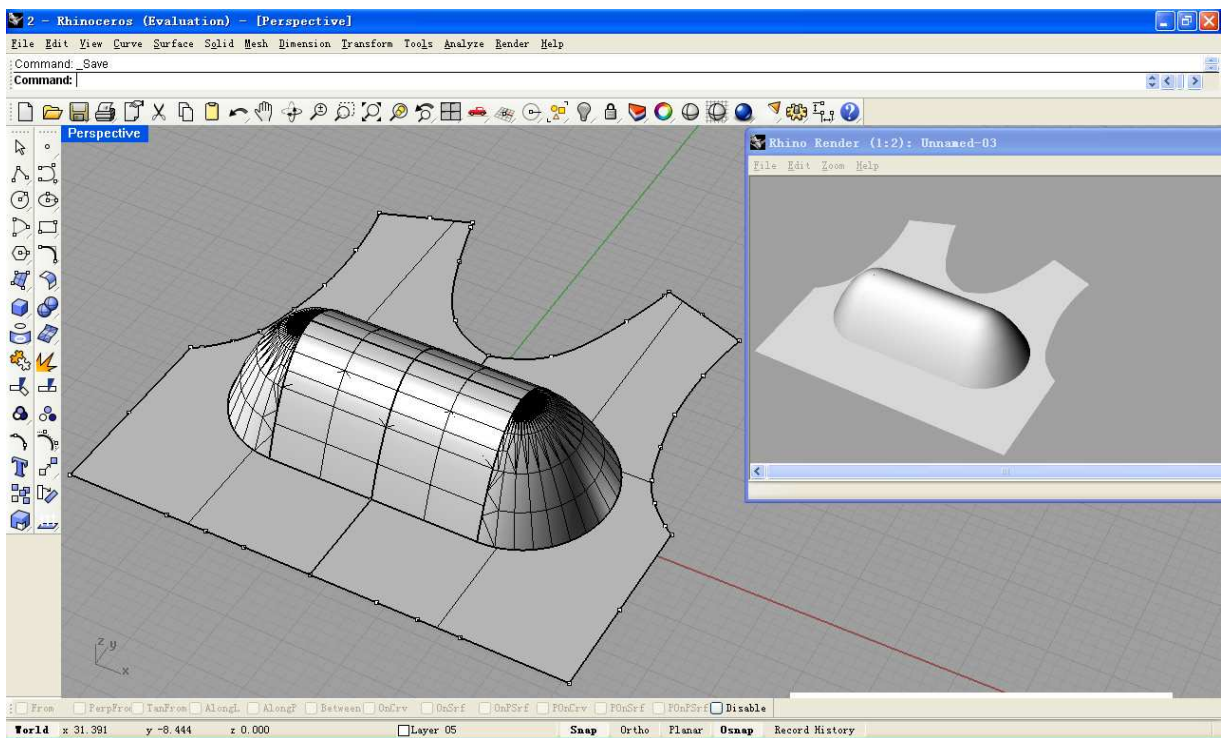 2 - Rhinoceros (Evaluation) - [Perspective]
File Edit View Curve Surface Solid Mesh Dimension Transform Tools Analyze Render Help
Command: _Save
Command:
Perspective
Rhino Render (1:2): Unnamed-03
File Edit Zoom Help
z y
x
From PerpFrom TanFrom AlongL AlongP Between OnCrv OnSrf OnPSrf POnCrv POnSrf POnPSrf Disable
World x 31.391 y -8.444 z 0.000 Layer 05 Snap Ortho Planar Osnap Record History